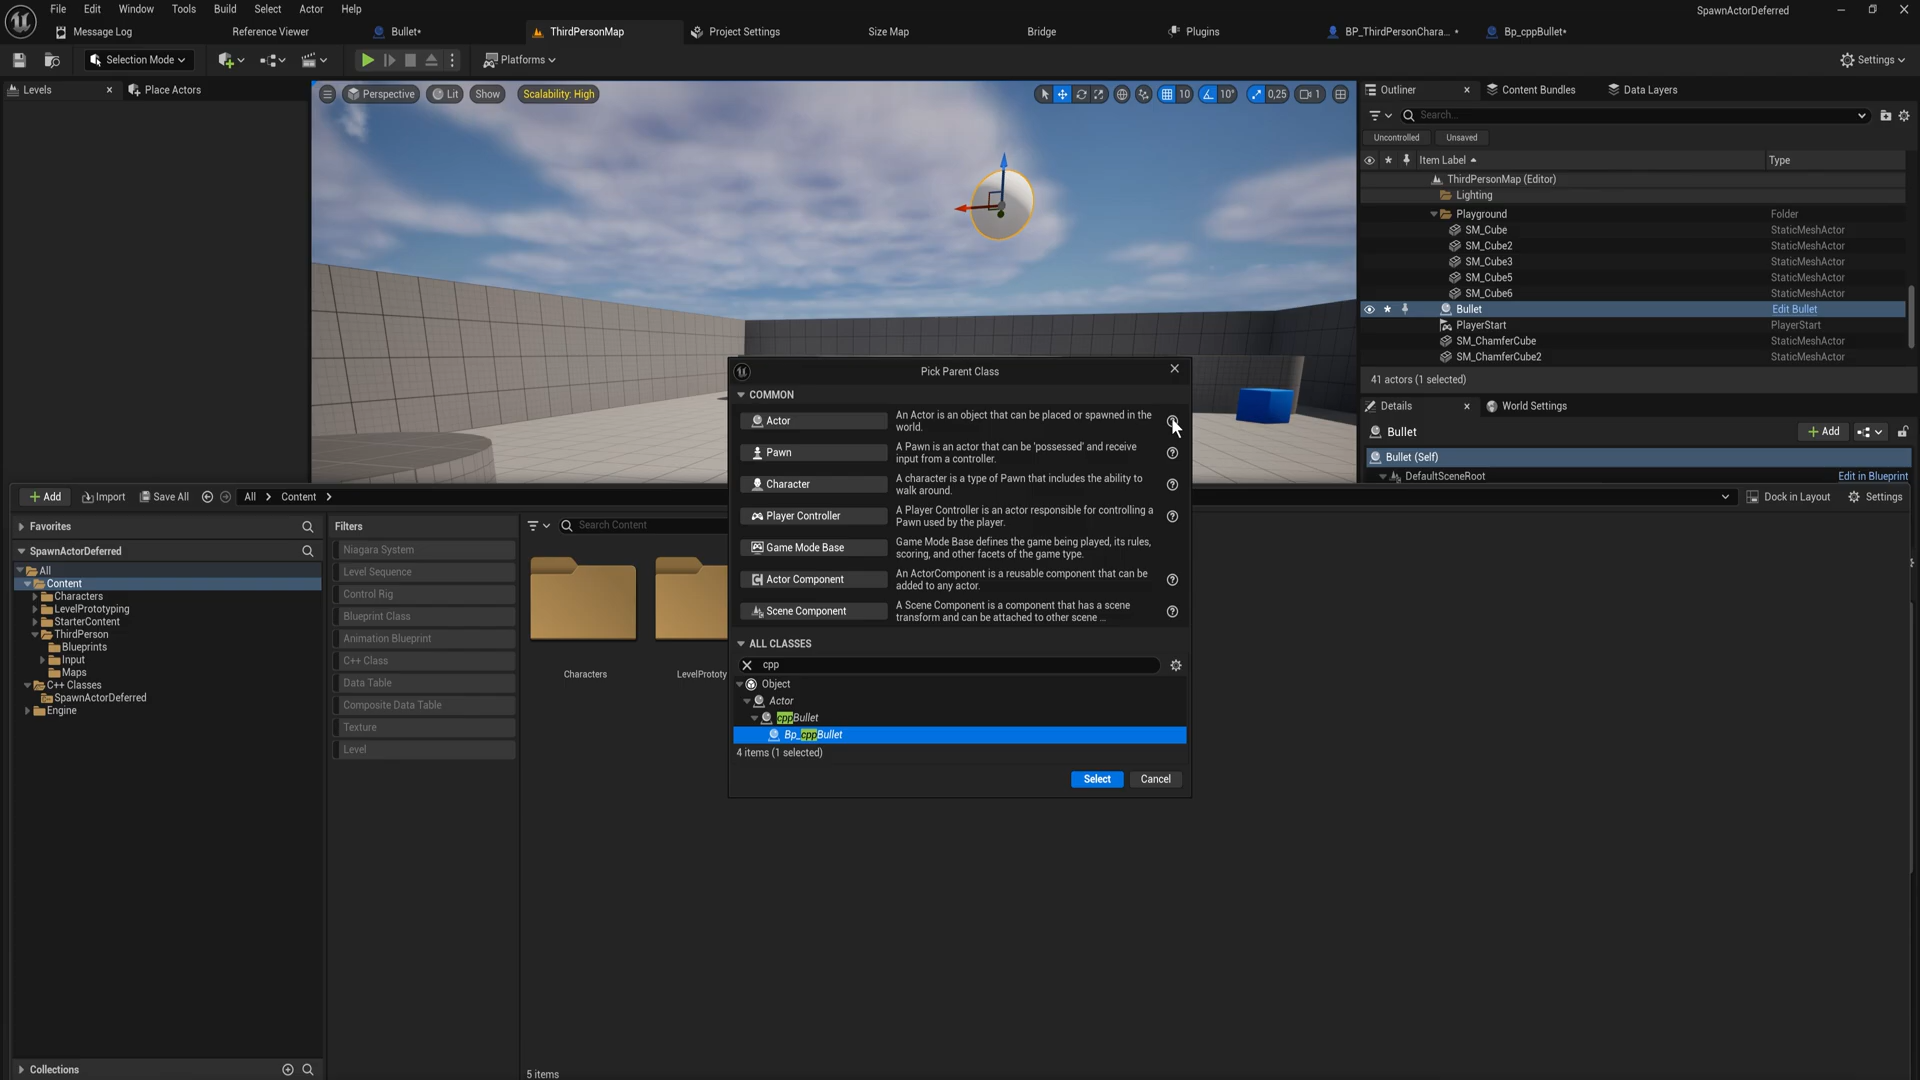 File Edit Window Tools Build Select Actor Help SpawnActorDeferred
Message Log Reference Viewer Bullet* ThirdPersonMap Project Settings Size Map Bridge Plugins BP_ThirdPersonChara... * Bp_cppBullet*
Selection Mode Platforms Settings
Levels Place Actors
Perspective Lit Show Scalability: High 10 10° 0,25 1
Outliner Content Bundles Data Layers
Search...
Uncontrolled Unsaved
Item Label Type
ThirdPersonMap (Editor)
Lighting
Playground Folder
SM_Cube StaticMeshActor
SM_Cube2 StaticMeshActor
SM_Cube3 StaticMeshActor
SM_Cube5 StaticMeshActor
SM_Cube6 StaticMeshActor
Bullet Edit Bullet
PlayerStart PlayerStart
SM_ChamferCube StaticMeshActor
SM_ChamferCube2 StaticMeshActor
41 actors (1 selected)
Details World Settings
Bullet Add
Bullet (Self)
DefaultSceneRoot Edit in Blueprint
Pick Parent Class
COMMON
Actor An Actor is an object that can be placed or spawned in the
world.
Pawn A Pawn is an actor that can be 'possessed' and receive
input from a controller.
Character A character is a type of Pawn that includes the ability to
walk around.
Player Controller A Player Controller is an actor responsible for controlling a
Pawn used by the player.
Game Mode Base Game Mode Base defines the game being played, its rules,
scoring, and other facets of the game type.
Actor Component An ActorComponent is a reusable component that can be
added to any actor.
Scene Component A Scene Component is a component that has a scene
transform and can be attached to other scene ...
ALL CLASSES
cpp
Object
Actor
cppBullet
Bp_cppBullet
4 items (1 selected)
Select Cancel
Add Import Save All All Content Dock in Layout Settings
Favorites
SpawnActorDeferred
All
Content
Characters
LevelPrototyping
StarterContent
ThirdPerson
Blueprints
Input
Maps
C++ Classes
SpawnActorDeferred
Engine
Collections
Filters
Niagara System
Level Sequence
Control Rig
Blueprint Class
Animation Blueprint
C++ Class
Data Table
Composite Data Table
Texture
Level
Search Content
Characters LevelPrototy
5 items